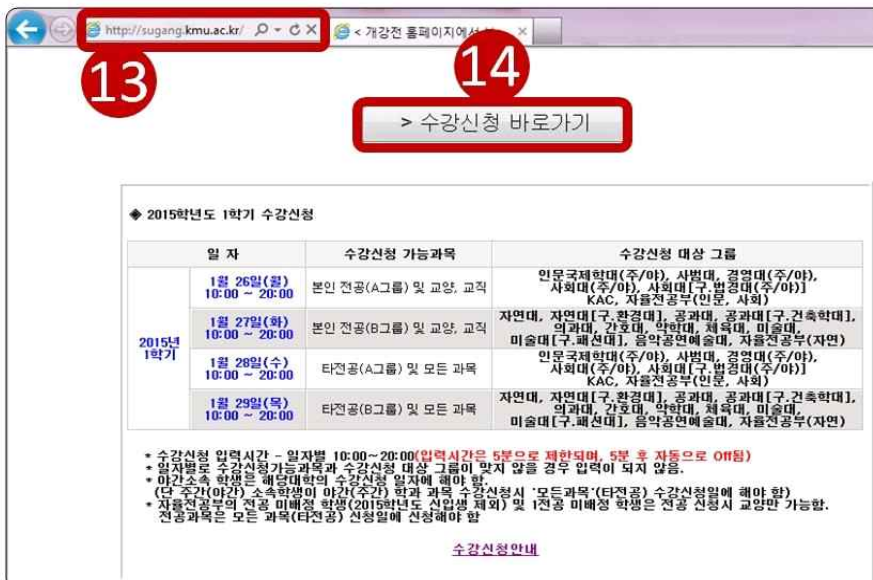 http://sugang.kmu.ac.kr/
< 개강전 홈페이지에서
13
14
> 수강신청 바로가기
◈ 2015학년도 1학기 수강신청
일 자 수강신청 가능과목 수강신청 대상 그룹
2015년 1학기
1월 26일(월)
10:00 ~ 20:00
본인 전공(A그룹) 및 교양, 교직
인문국제학대(주/야), 사범대, 경영대(주/야),
사회대(주/야), 사회대[구.법경대(주/야)]
KAC, 자율전공부(인문, 사회)
1월 27일(화)
10:00 ~ 20:00
본인 전공(B그룹) 및 교양, 교직
자연대, 자연대[구.환경대], 공과대, 공과대[구.건축학대],
의과대, 간호대, 약학대, 체육대, 미술대,
미술대[구.패션대], 음악공연예술대, 자율전공부(자연)
1월 28일(수)
10:00 ~ 20:00
타전공(A그룹) 및 모든 과목
인문국제학대(주/야), 사범대, 경영대(주/야),
사회대(주/야), 사회대[구.법경대(주/야)]
KAC, 자율전공부(인문, 사회)
1월 29일(목)
10:00 ~ 20:00
타전공(B그룹) 및 모든 과목
자연대, 자연대[구.환경대], 공과대, 공과대[구.건축학대],
의과대, 간호대, 약학대, 체육대, 미술대,
미술대[구.패션대], 음악공연예술대, 자율전공부(자연)
* 수강신청 입력시간 - 일자별 10:00~20:00(입력시간은 5분으로 제한되며, 5분 후 자동으로 Off됨)
* 일자별로 수강신청가능과목과 수강신청 대상 그룹이 맞지 않을 경우 입력이 되지 않음.
* 야간소속 학생은 해당대학의 수강신청 일자에 해야 함.
(단 주간(야간) 소속학생이 야간(주간) 학과 과목 수강신청시 '모든과목'(타전공) 수강신청일에 해야 함)
* 자율전공부의 전공 미배정 학생(2015학년도 신입생 제외) 및 1전공 미배정 학생은 전공 신청시 교양만 가능함.
전공과목은 모든 과목(타전공) 신청일에 신청해야 함
수강신청안내